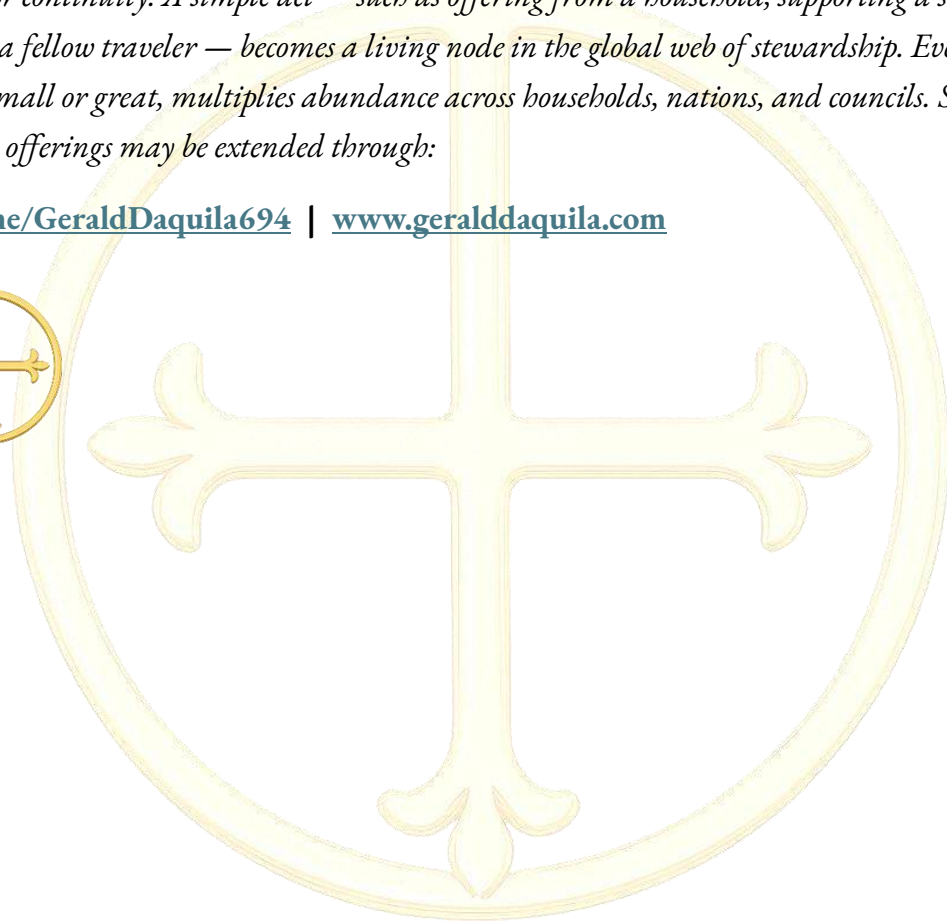 continuity. A simple act — such as offering from a household, supporting a
a fellow traveler — becomes a living node in the global web of stewardship.
mall or great, multiplies abundance across households, nations, and councils. S
offerings may be extended through:
ne/GeraldDaquila694 | www.geralddaquila.com